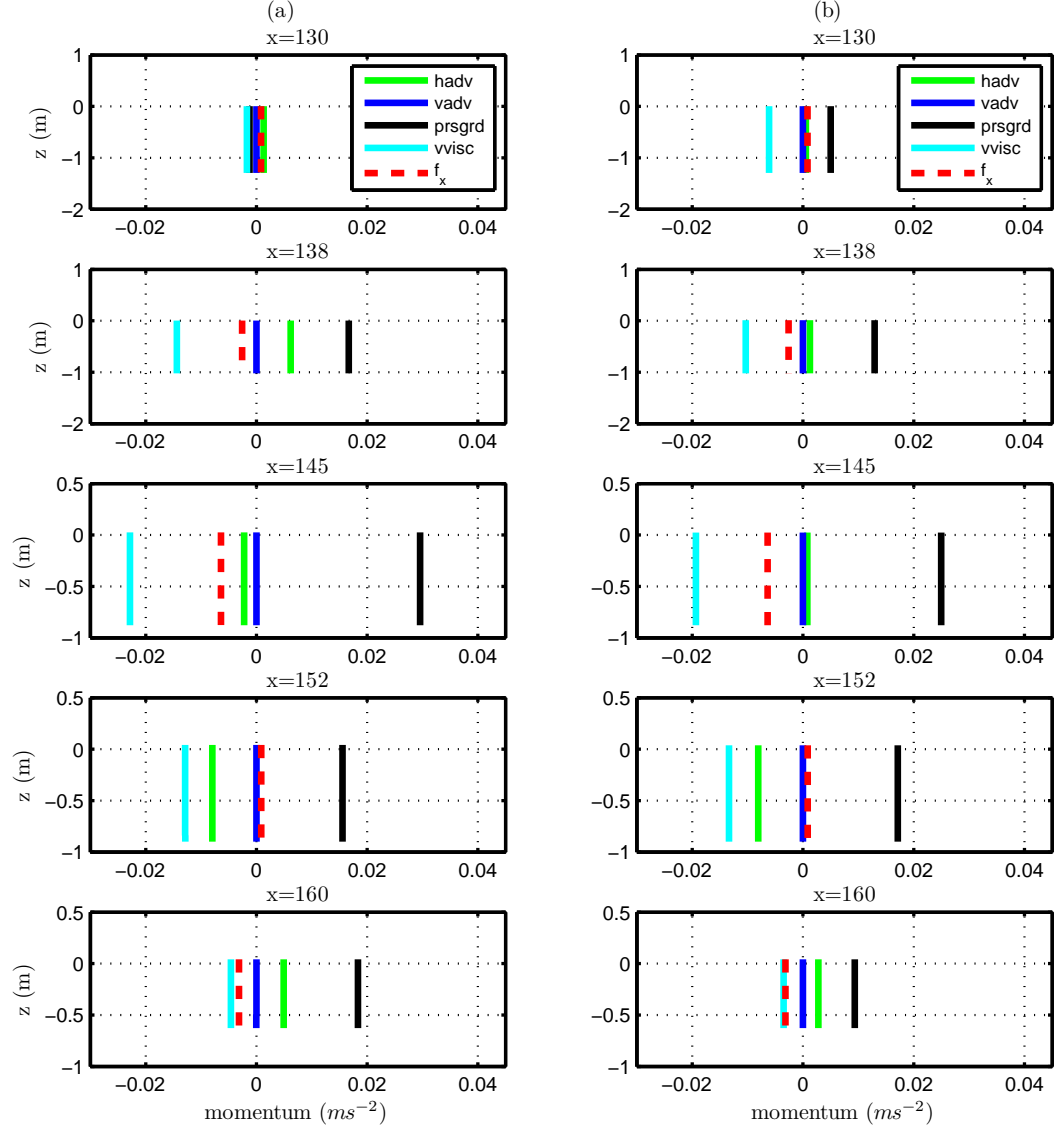 (a) (b)
x=130 x=130
1 1
hadv hadv
vadv vadv
0 0
prsgrd prsgrd
z (m)
−1 −1
vvisc vvisc
f_x f_x
−2 −2
−0.02 0 0.02 0.04 −0.02 0 0.02 0.04
x=138 x=138
1 1
0 0
z (m)
−1 −1
−2 −2
−0.02 0 0.02 0.04 −0.02 0 0.02 0.04
x=145 x=145
0.5 0.5
0 0
z (m)
−0.5 −0.5
−1 −1
−0.02 0 0.02 0.04 −0.02 0 0.02 0.04
x=152 x=152
0.5 0.5
0 0
z (m)
−0.5 −0.5
−1 −1
−0.02 0 0.02 0.04 −0.02 0 0.02 0.04
x=160 x=160
0.5 0.5
0 0
z (m)
−0.5 −0.5
−1 −1
−0.02 0 0.02 0.04 −0.02 0 0.02 0.04
momentum (ms⁻²) momentum (ms⁻²)